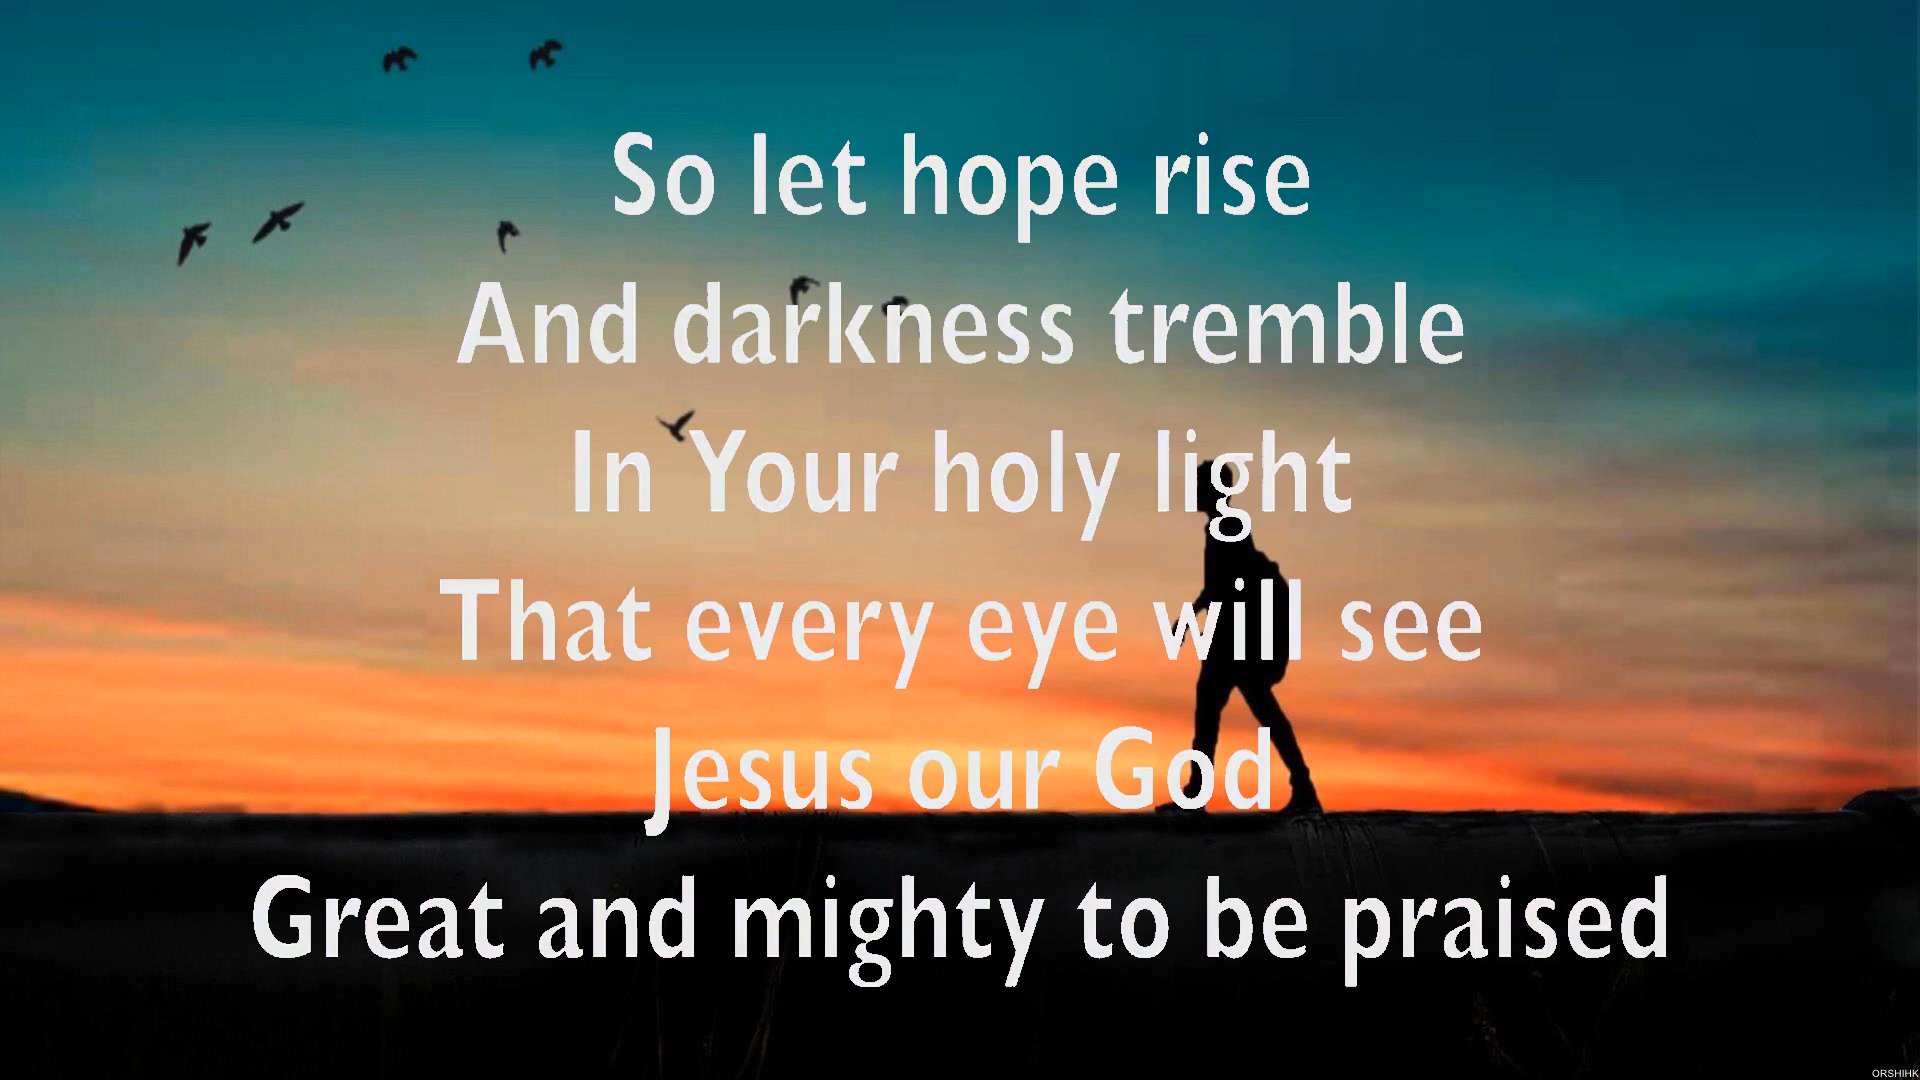 So let hope rise
And darkness tremble
In Your holy light
That every eye will see
Jesus our God
Great and mighty to be praised
ORSHIHK